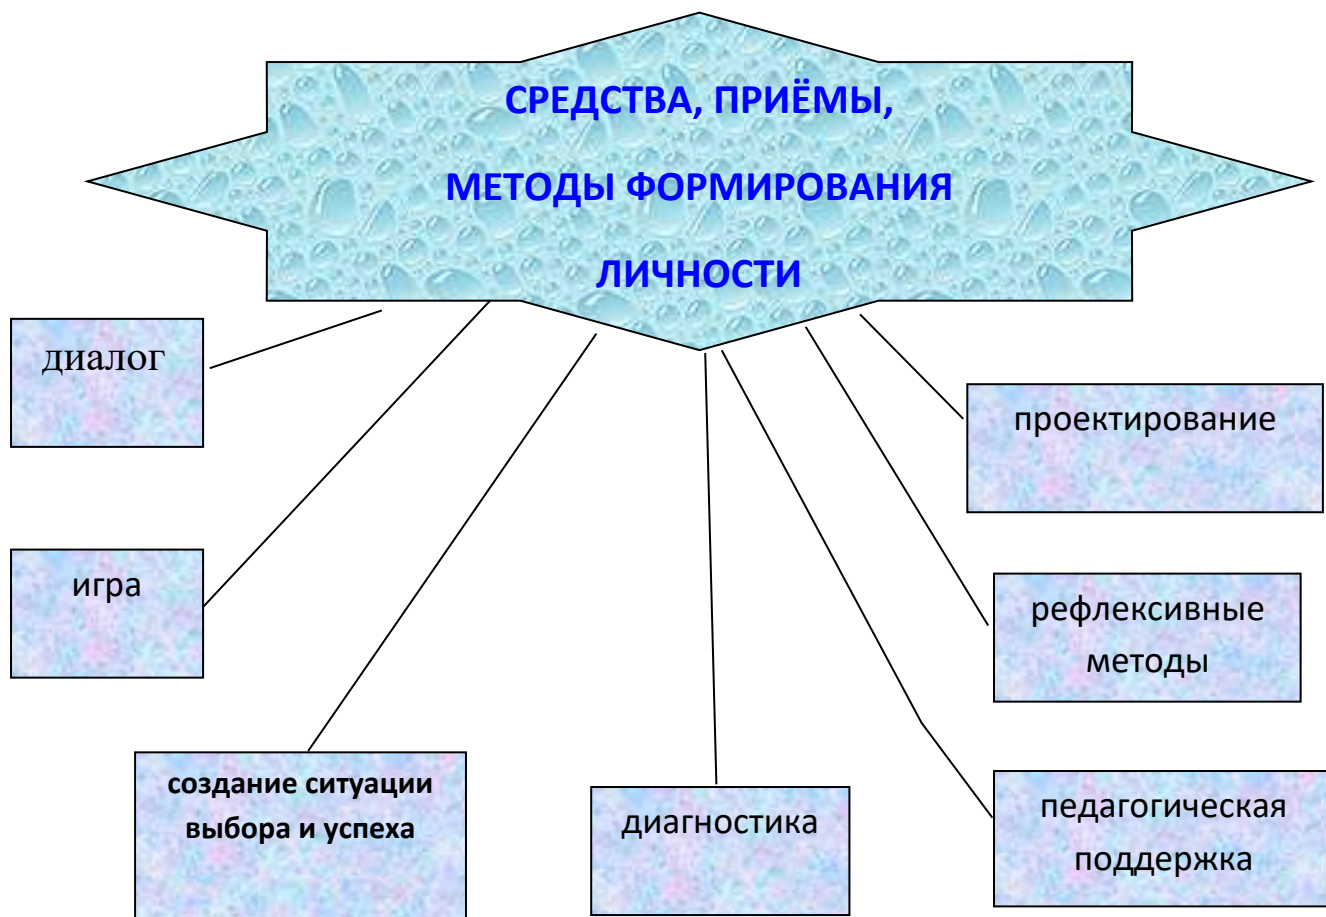 СРЕДСТВА, ПРИЁМЫ,
МЕТОДЫ ФОРМИРОВАНИЯ
ЛИЧНОСТИ
диалог
игра
создание ситуации
выбора и успеха
диагностика
проектирование
рефлексивные
методы
педагогическая
поддержка